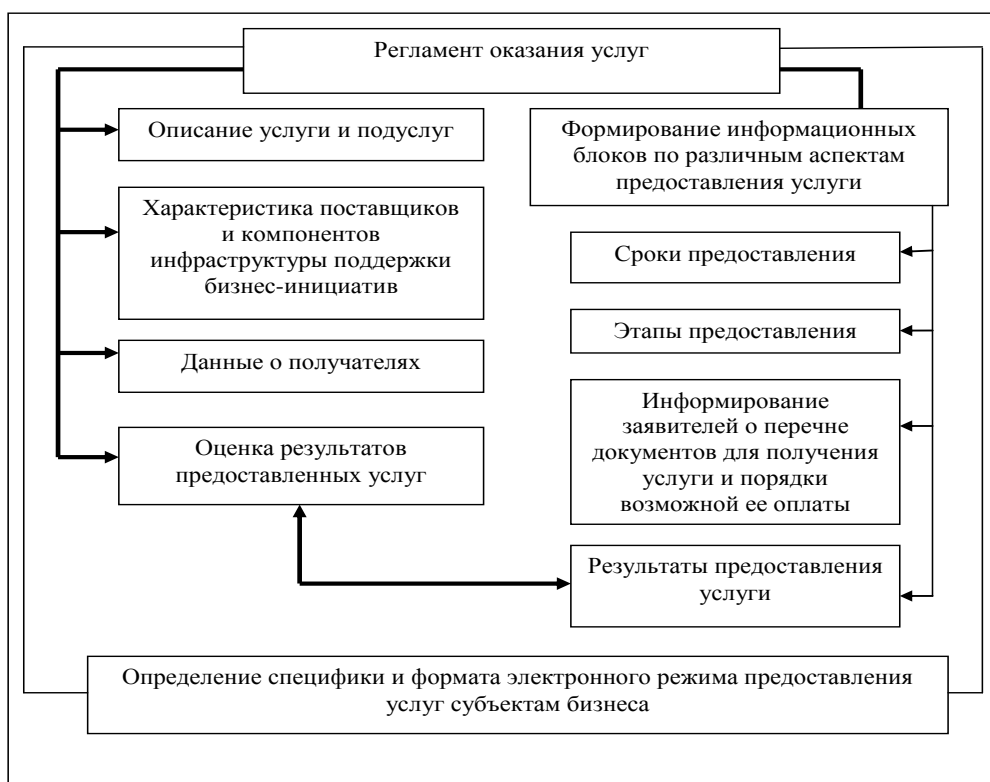 Регламент оказания услуг
Описание услуги и подуслуг
Характеристика поставщиков
и компонентов
инфраструктуры поддержки
бизнес-инициатив
Данные о получателях
Оценка результатов
предоставленных услуг
Формирование информационных
блоков по различным аспектам
предоставления услуги
Сроки предоставления
Этапы предоставления
Информирование
заявителей о перечне
документов для получения
услуги и порядки
возможной ее оплаты
Результаты предоставления
услуги
Определение специфики и формата электронного режима предоставления
услуг субъектам бизнеса